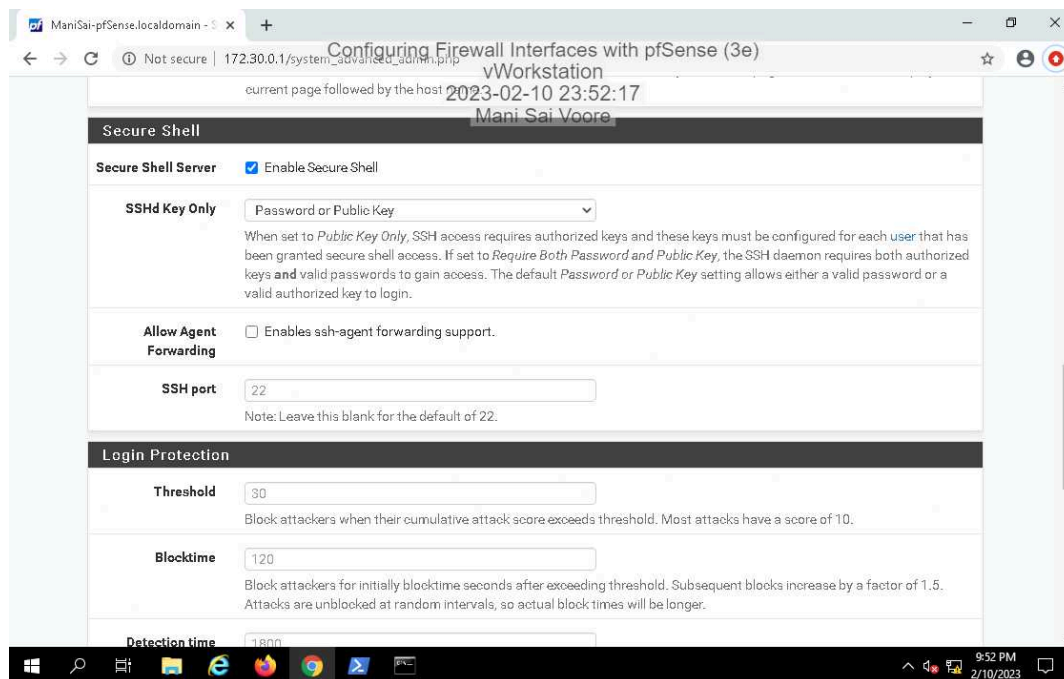 ManiSai-pfSense.localdomain - S
Not secure | 172.30.0.1/system_advanced_admin.php
Configuring Firewall Interfaces with pfSense (3e)
vWorkstation
2023-02-10 23:52:17
Mani Sai Voore
current page followed by the host
Secure Shell
Secure Shell Server
Enable Secure Shell
SSHd Key Only
Password or Public Key
When set to Public Key Only, SSH access requires authorized keys and these keys must be configured for each user that has
been granted secure shell access. If set to Require Both Password and Public Key, the SSH daemon requires both authorized
keys and valid passwords to gain access. The default Password or Public Key setting allows either a valid password or a
valid authorized key to login.
Allow Agent
Forwarding
Enables ssh-agent forwarding support.
SSH port
22
Note: Leave this blank for the default of 22.
Login Protection
Threshold
30
Block attackers when their cumulative attack score exceeds threshold. Most attacks have a score of 10.
Blocktime
120
Block attackers for initially blocktime seconds after exceeding threshold. Subsequent blocks increase by a factor of 1.5.
Attacks are unblocked at random intervals, so actual block times will be longer.
Detection time
1800
9:52 PM
2/10/2023